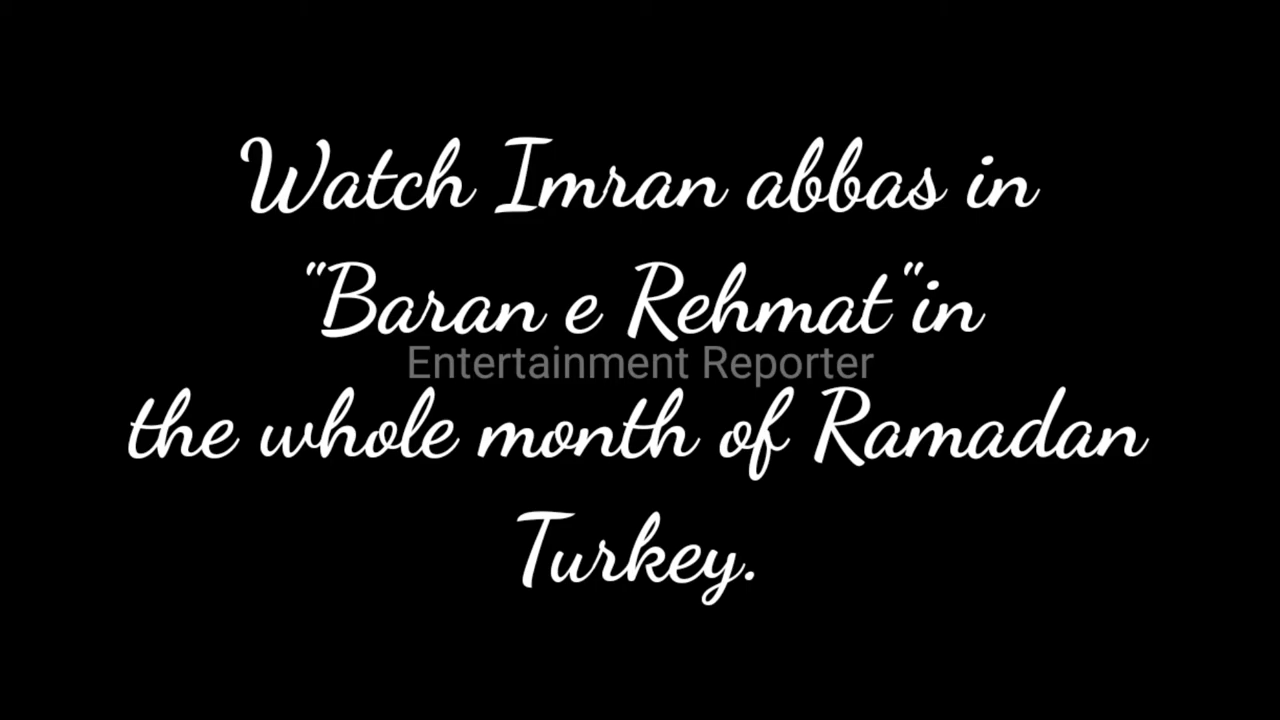 Watch Imran abbas in
"Baran e Rehmat"in
Entertainment Reporter
the whole month of Ramadan
Turkey.